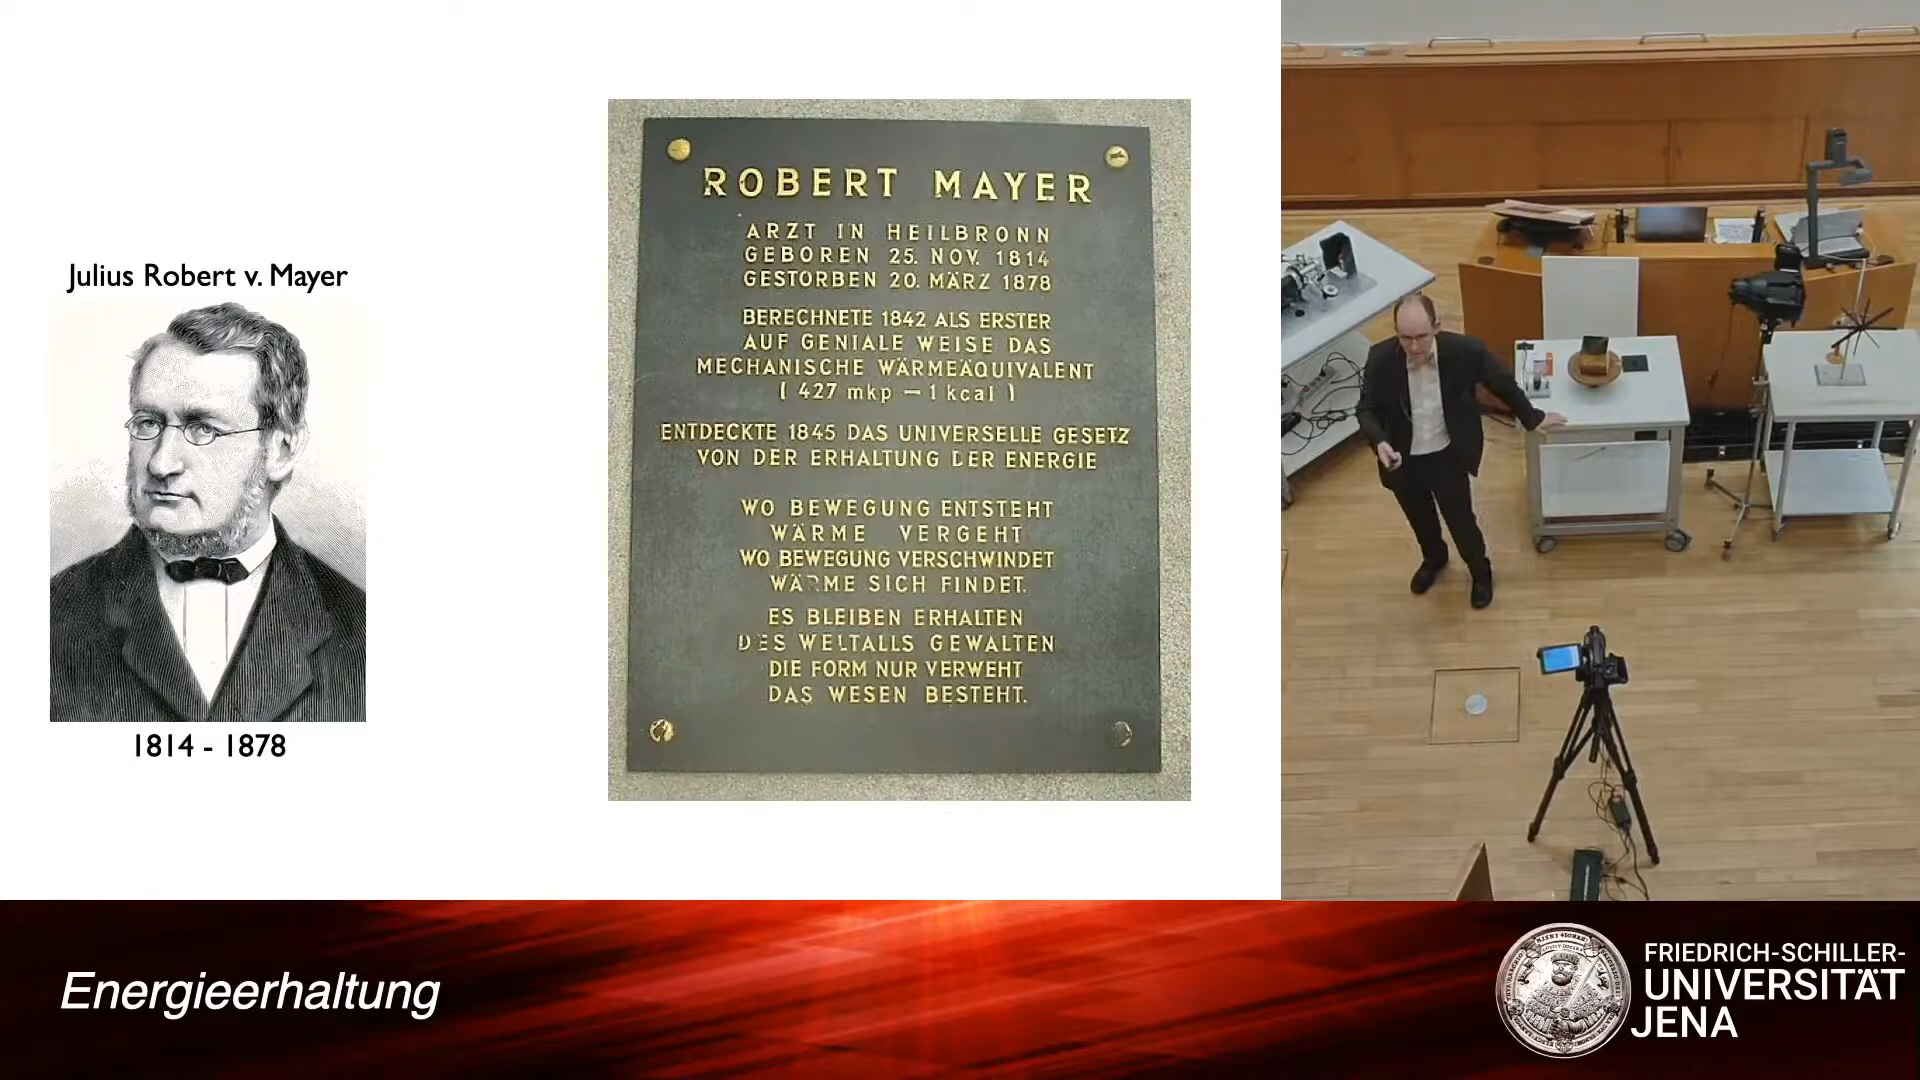 Julius Robert v. Mayer
1814 - 1878
ROBERT MAYER
ARZT IN HEILBRONN
GEBOREN 25. NOV. 1814
GESTORBEN 20. MÄRZ 1878
BERECHNETE 1842 ALS ERSTER
AUF GENIALE WEISE DAS
MECHANISCHE WÄRMEÄQUIVALENT
( 427 mkp — 1 kcal )
ENTDECKTE 1845 DAS UNIVERSELLE GESETZ
VON DER ERHALTUNG DER ENERGIE
WO BEWEGUNG ENTSTEHT
WÄRME VERGEHT
WO BEWEGUNG VERSCHWINDET
WÄRME SICH FINDET.
ES BLEIBEN ERHALTEN
DES WELTALLS GEWALTEN
DIE FORM NUR VERWEHT
DAS WESEN BESTEHT.
Energieerhaltung
FRIEDRICH-SCHILLER-
UNIVERSITÄT
JENA